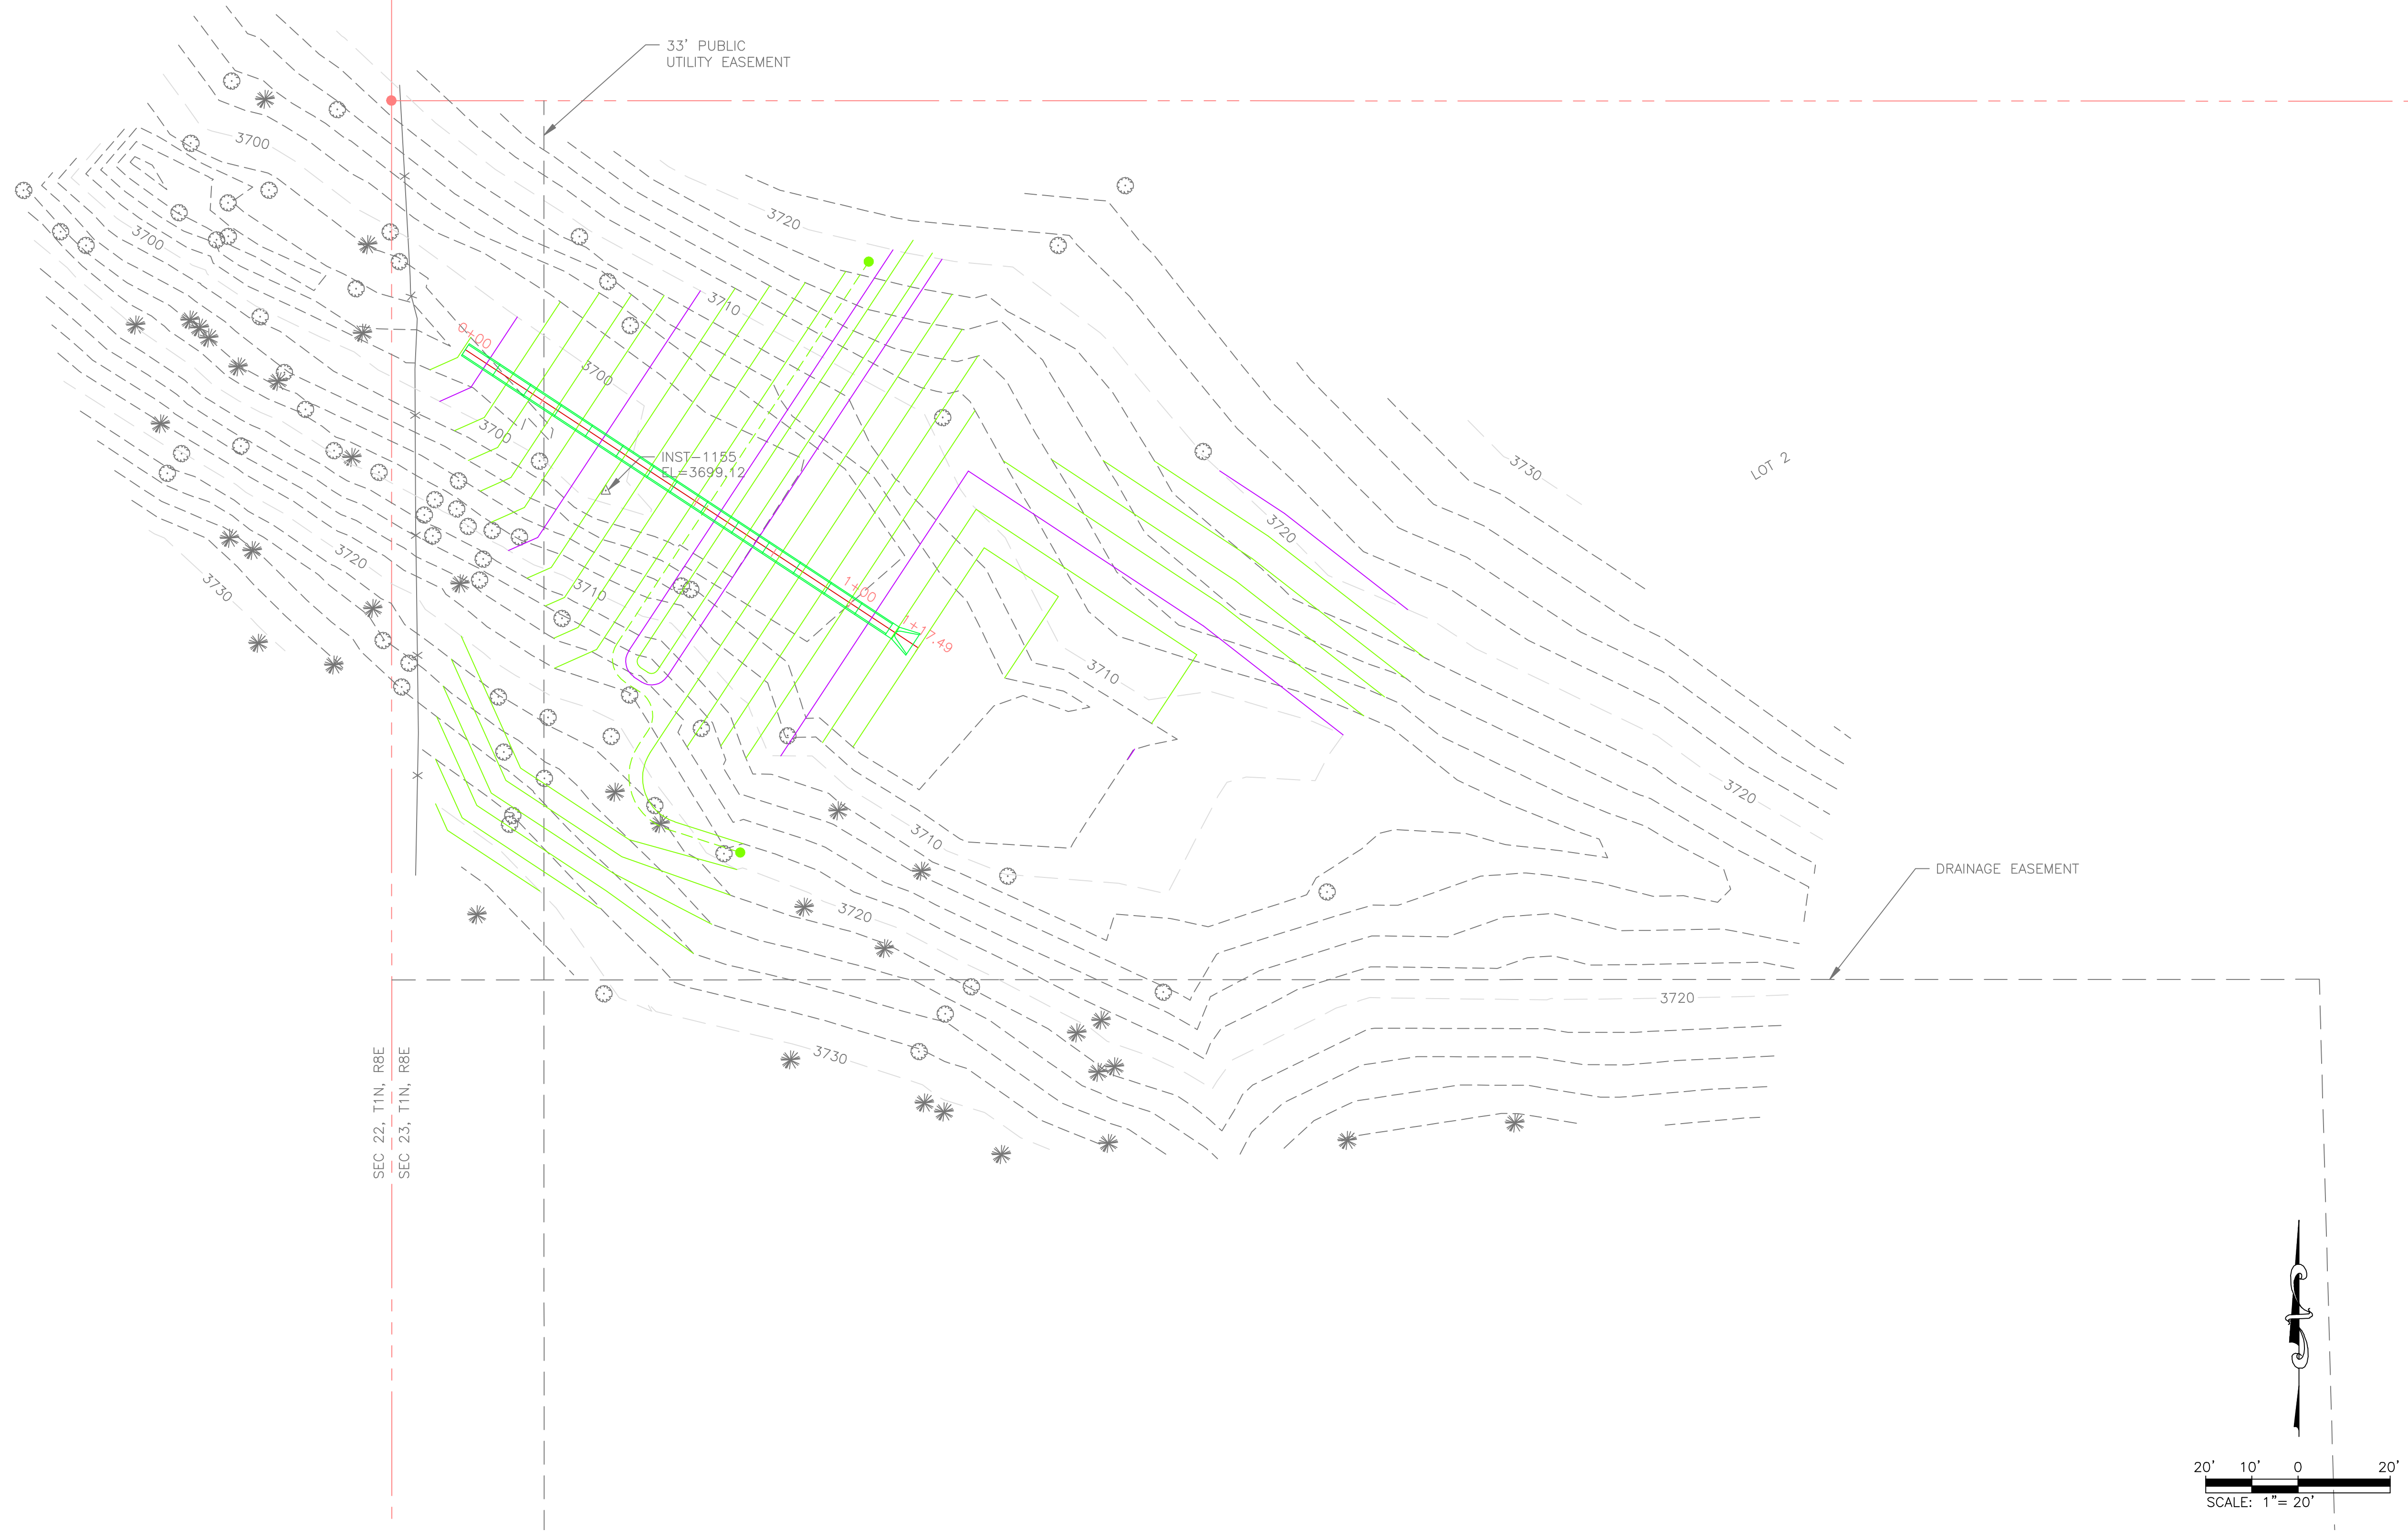 33' PUBLIC
UTILITY EASEMENT
3700
3720
3700
3710
0+00
3700
3700
INST-1155
EL=3699.12
LOT 2
3730
3720
3720
3730
3710
1+00
1+17.49
3710
3720
3710
DRAINAGE EASEMENT
3720
3720
3730
SEC 22, T1N, R8E
SEC 23, T1N, R8E
20' 10' 0 20'
SCALE: 1"= 20'